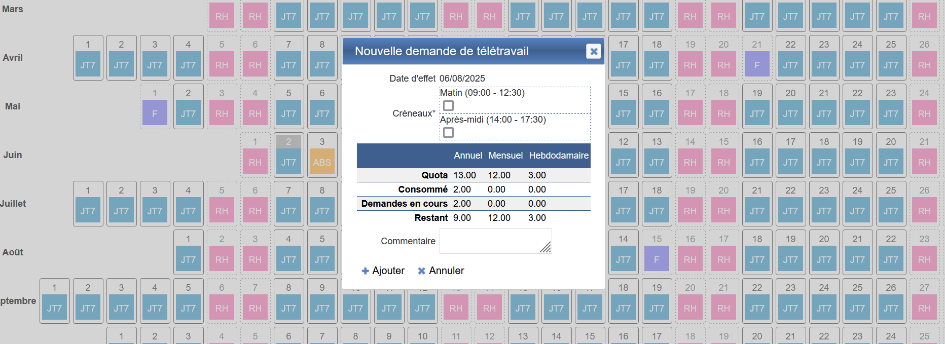 Mars
RH RH JT7 JT7 JT7 JT7 JT7 RH RH JT7 JT7 JT7 JT7 JT7 RH RH JT7 JT7 JT7 JT7 JT7 RH
1 2 3 4 5 6 7 8 17 18 19 20 21 22 23 24 25 26
Avril
JT7 JT7 JT7 JT7 RH RH JT7 JT7 JT7 JT7 RH RH F JT7 JT7 JT7 JT7 RH
1 2 3 4 5 6 15 16 17 18 19 20 21 22 23 24
Mai
F JT7 RH RH JT7 JT7 JT7 JT7 RH RH JT7 JT7 JT7 JT7 JT7 RH
1 2 3 12 13 14 15 16 17 18 19 20 21
Juin
RH JT7 ABS JT7 JT7 RH RH JT7 JT7 JT7 JT7 JT7 RH
1 2 3 4 5 6 7 8 17 18 19 20 21 22 23 24 25 26
Juillet
JT7 JT7 JT7 JT7 RH RH JT7 JT7 JT7 JT7 RH RH JT7 JT7 JT7 JT7 JT7 RH
1 2 3 4 5 14 15 16 17 18 19 20 21 22 23
Août
JT7 RH RH JT7 JT7 JT7 F RH RH JT7 JT7 JT7 JT7 JT7 RH
1 2 3 4 5 6 7 8 9 18 19 20 21 22 23 24 25 26 27
ptembre
JT7 JT7 JT7 JT7 JT7 RH RH JT7 JT7 JT7 JT7 JT7 RH RH JT7 JT7 JT7 JT7 JT7 RH RH JT7 JT7 JT7 JT7 JT7 RH
1 2 3 4 5 6 7 8 9 10 11 12 13 14 15 16 17 18 19 20 21 22 23 24 25
Nouvelle demande de télétravail
Date d'effet 06/08/2025
Créneaux*
Matin (09:00 - 12:30)
Après-midi (14:00 - 17:30)
Annuel Mensuel Hebdodamaire
Quota 13.00 12.00 3.00
Consommé 2.00 0.00 0.00
Demandes en cours 2.00 0.00 0.00
Restant 9.00 12.00 3.00
Commentaire
Ajouter Annuler